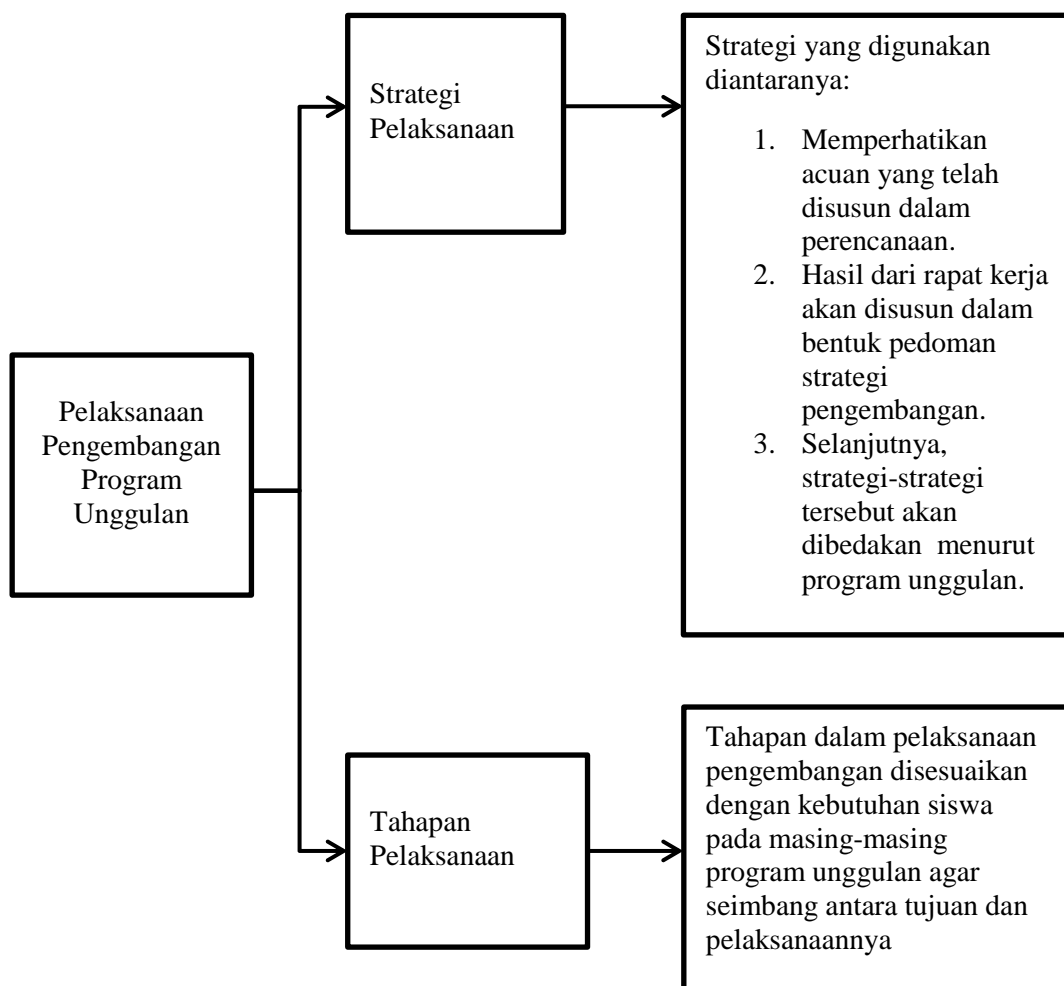 Pelaksanaan
Pengembangan
Program
Unggulan
Strategi
Pelaksanaan
Strategi yang digunakan
diantaranya:
1. Memperhatikan
acuan yang telah
disusun dalam
perencanaan.
2. Hasil dari rapat kerja
akan disusun dalam
bentuk pedoman
strategi
pengembangan.
3. Selanjutnya,
strategi-strategi
tersebut akan
dibedakan  menurut
program unggulan.
Tahapan
Pelaksanaan
Tahapan dalam pelaksanaan
pengembangan disesuaikan
dengan kebutuhan siswa
pada masing-masing
program unggulan agar
seimbang antara tujuan dan
pelaksanaannya